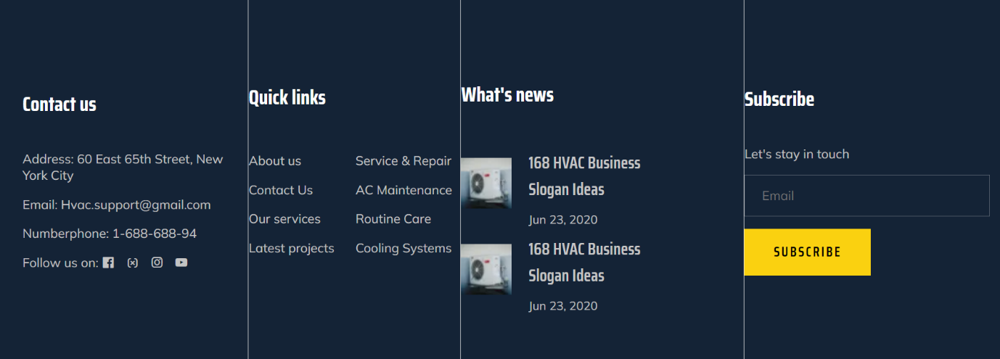 Contact us
Address: 60 East 65th Street, New
York City
Email: Hvac.support@gmail.com
Numberphone: 1-688-688-94
Follow us on:
Quick links
About us
Contact Us
Our services
Latest projects
Service & Repair
AC Maintenance
Routine Care
Cooling Systems
What's news
168 HVAC Business
Slogan Ideas
Jun 23, 2020
168 HVAC Business
Slogan Ideas
Jun 23, 2020
Subscribe
Let's stay in touch
Email
SUBSCRIBE